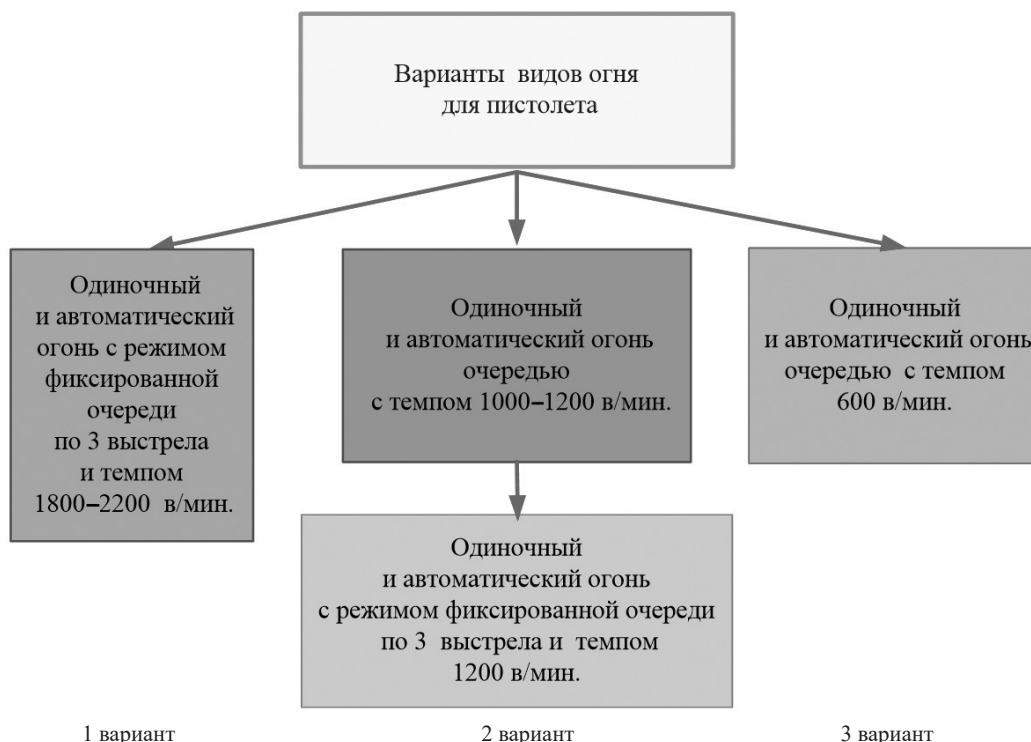 Варианты видов огня
для пистолета
Одиночный
и автоматический
огонь с режимом
фиксированной
очереди
по 3 выстрела
и темпом
1800–2200 в/мин.
Одиночный
и автоматический огонь
очередью
с темпом 1000–1200 в/мин.
Одиночный
и автоматический огонь
очередью с темпом
600 в/мин.
Одиночный
и автоматический огонь
с режимом фиксированной очереди
по 3 выстрела и темпом
1200 в/мин.
1 вариант
2 вариант
3 вариант